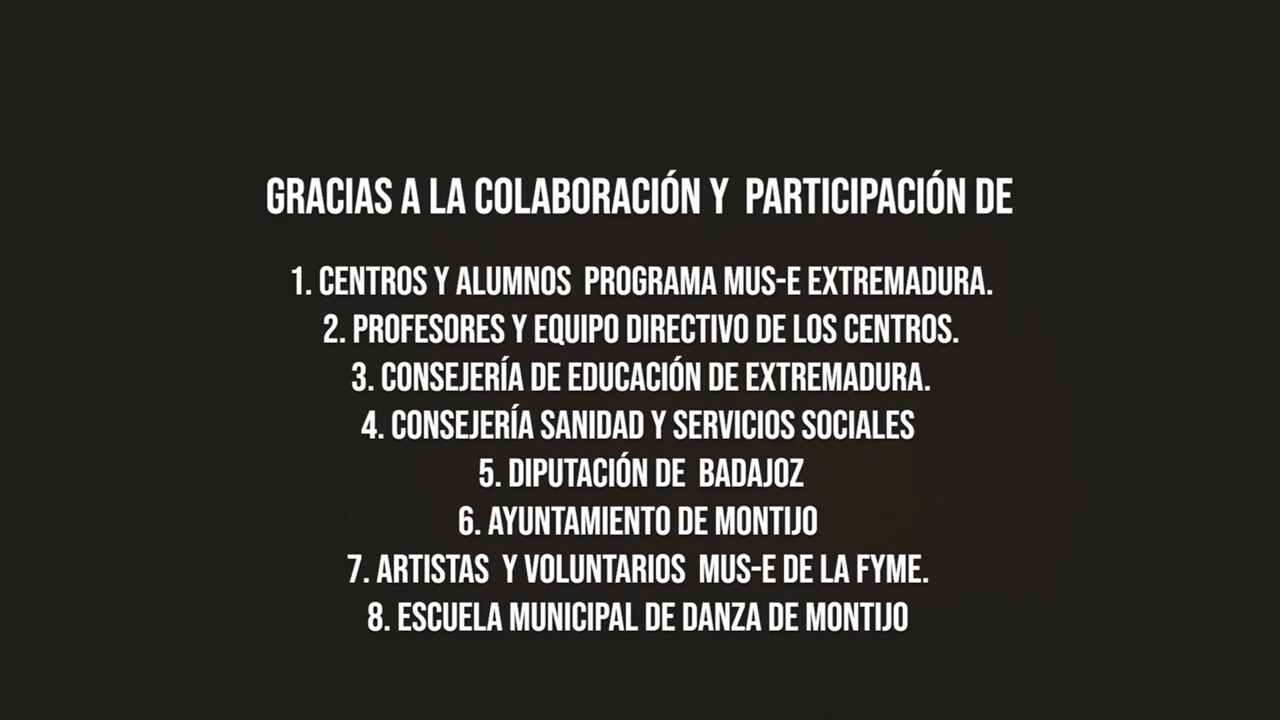 GRACIAS A LA COLABORACIÓN Y PARTICIPACIÓN DE
1. CENTROS Y ALUMNOS PROGRAMA MUS-E EXTREMADURA.
2. PROFESORES Y EQUIPO DIRECTIVO DE LOS CENTROS.
3. CONSEJERÍA DE EDUCACIÓN DE EXTREMADURA.
4. CONSEJERÍA SANIDAD Y SERVICIOS SOCIALES
5. DIPUTACIÓN DE BADAJOZ
6. AYUNTAMIENTO DE MONTIJO
7. ARTISTAS Y VOLUNTARIOS MUS-E DE LA FYME.
8. ESCUELA MUNICIPAL DE DANZA DE MONTIJO